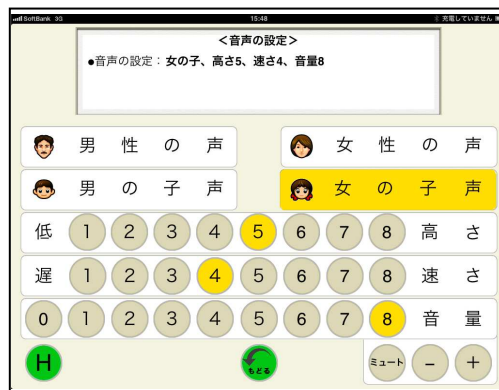 SoftBank 3G 15:48 充電していません
<音声の設定>
●音声の設定：女の子、高さ5、速さ4、音量8
男性の声 女性の声
男の子声 女の子声
低 1 2 3 4 5 6 7 8 高さ
遅 1 2 3 4 5 6 7 8 速さ
0 1 2 3 4 5 6 7 8 音量
H もどる ミュート － ＋